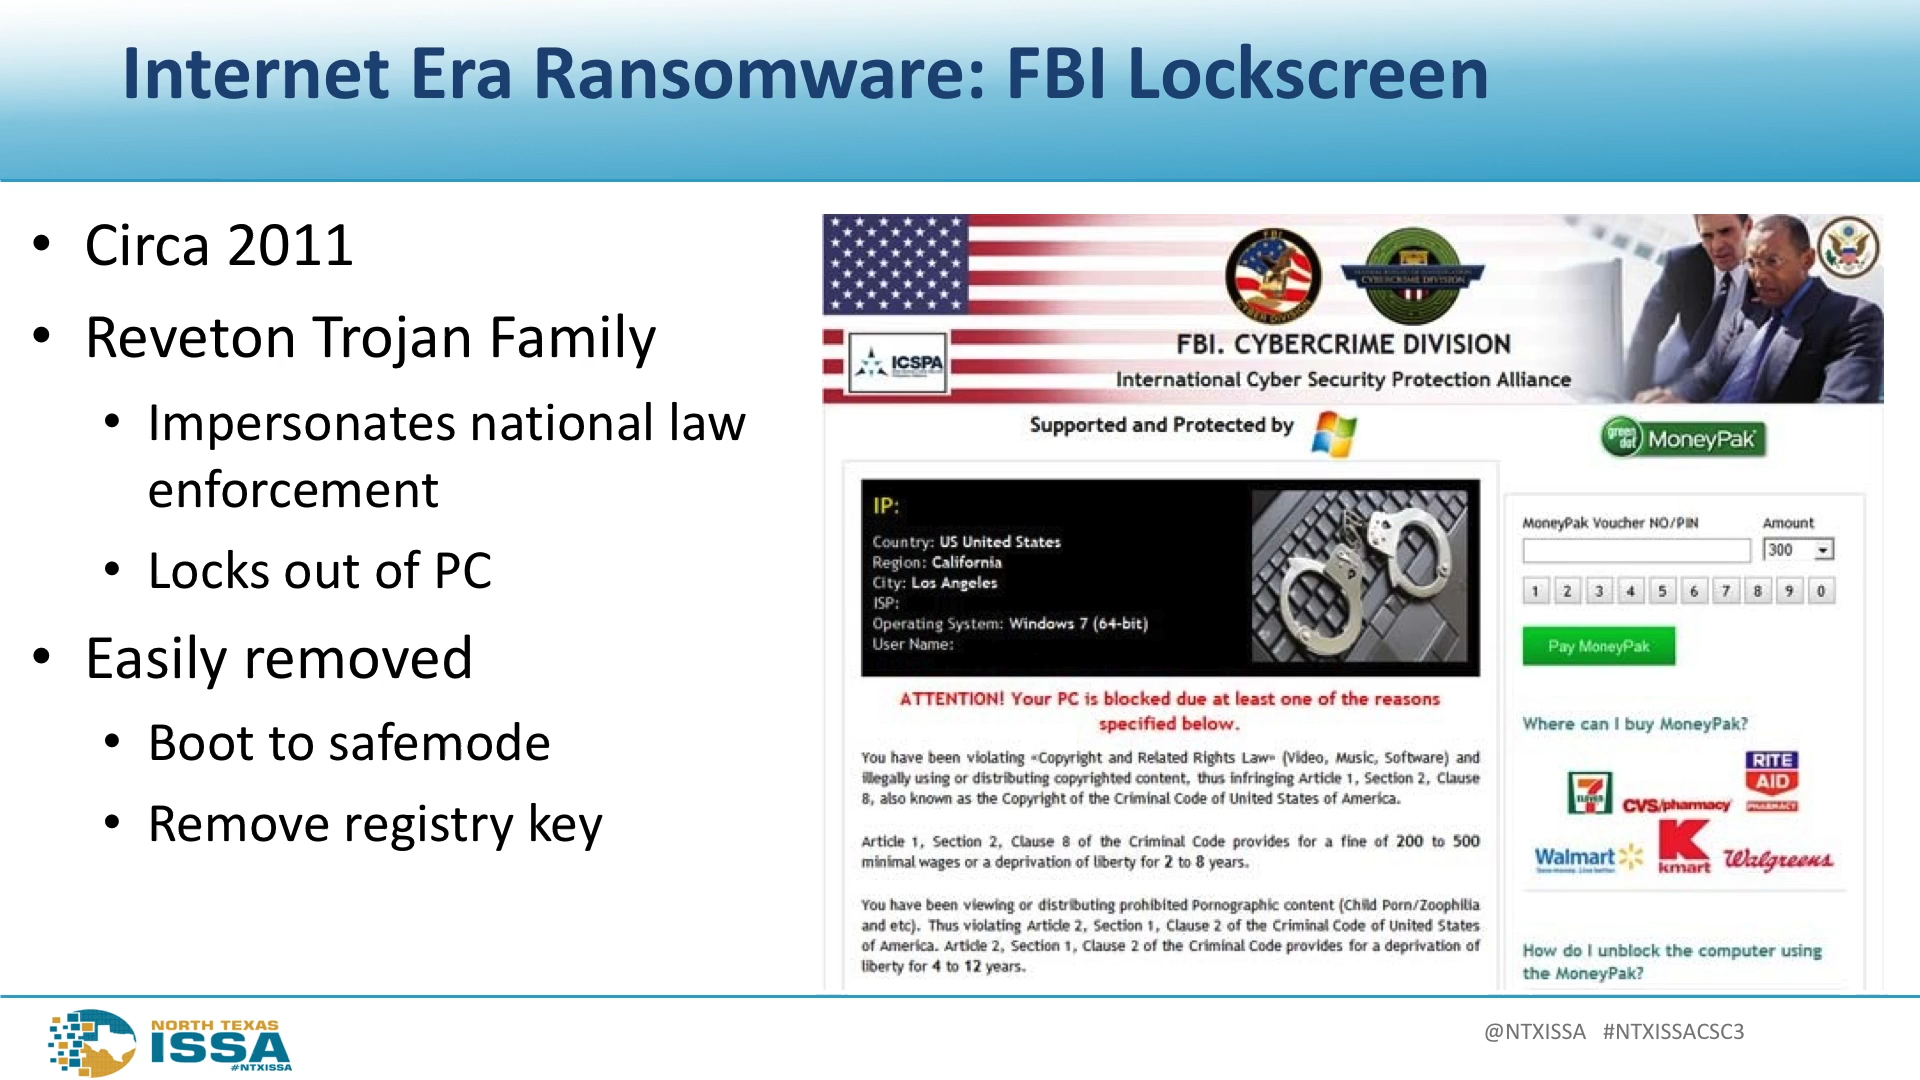 Internet Era Ransomware: FBI Lockscreen
• Circa 2011
• Reveton Trojan Family
• Impersonates national law
enforcement
• Locks out of PC
• Easily removed
• Boot to safemode
• Remove registry key
FBI
CYBER DIVISION
CYBERCRIME DIVISION
ICSPA
FBI. CYBERCRIME DIVISION
International Cyber Security Protection Alliance
Supported and Protected by
green dot MoneyPak
IP:
Country: US United States
Region: California
City: Los Angeles
ISP:
Operating System: Windows 7 (64-bit)
User Name:
ATTENTION! Your PC is blocked due at least one of the reasons
specified below.
You have been violating «Copyright and Related Rights Law» (Video, Music, Software) and
illegally using or distributing copyrighted content, thus infringing Article 1, Section 2, Clause
8, also known as the Copyright of the Criminal Code of United States of America.
Article 1, Section 2, Clause 8 of the Criminal Code provides for a fine of 200 to 500
minimal wages or a deprivation of liberty for 2 to 8 years.
You have been viewing or distributing prohibited Pornographic content (Child Porn/Zoophilia
and etc). Thus violating Article 2, Section 1, Clause 2 of the Criminal Code of United States
of America. Article 2, Section 1, Clause 2 of the Criminal Code provides for a deprivation of
liberty for 4 to 12 years.
MoneyPak Voucher NO/PIN Amount
300
1 2 3 4 5 6 7 8 9 0
Pay MoneyPak
Where can I buy MoneyPak?
7 ELEVEN
CVS/pharmacy
RITE
AID
PHARMACY
Walmart
kmart
Walgreens
How do I unblock the computer using
the MoneyPak?
NORTH TEXAS
ISSA
#NTXISSA
@NTXISSA #NTXISSACSC3